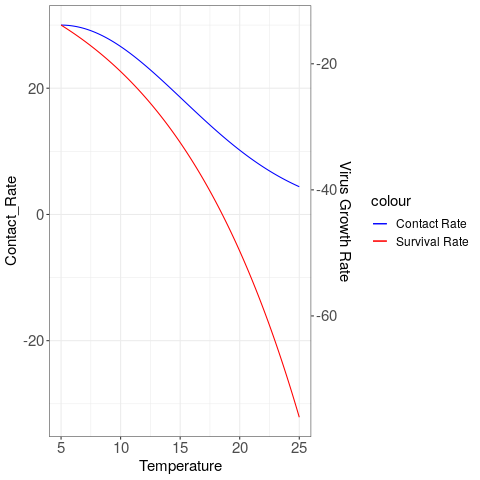 20
0
-20
-20
-40
-60
5 10 15 20 25
Temperature
Contact_Rate
Virus Growth Rate
colour
Contact Rate
Survival Rate